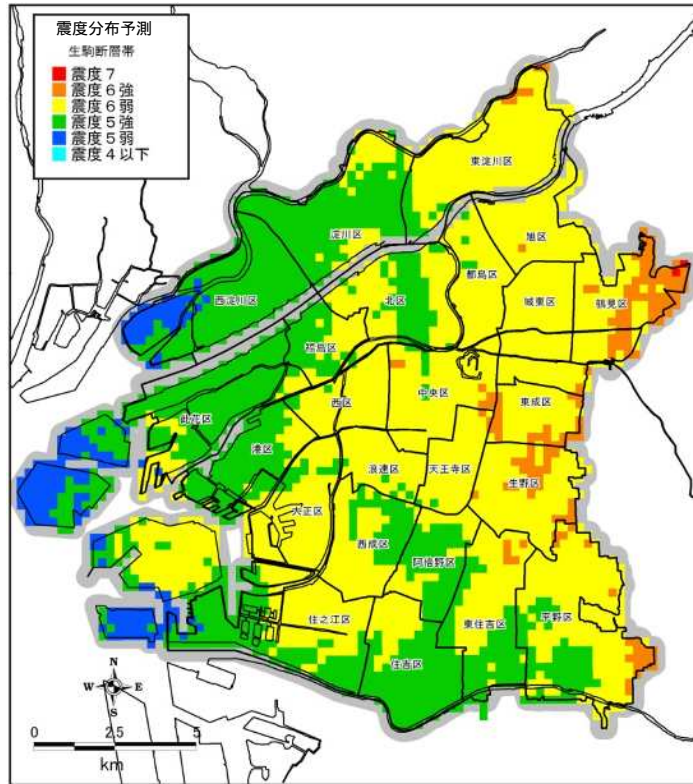 震度分布予測
生駒断層帯
震度７
震度６強
震度６弱
震度５強
震度５弱
震度４以下
東淀川区
淀川区
旭区
都島区
西淀川区
北区
城東区
鶴見区
福島区
此花区
西区
中央区
東成区
港区
浪速区
天王寺区
生野区
大正区
西成区
阿倍野区
住之江区
東住吉区
平野区
住吉区
N
W
E
S
0
2.5
5
km